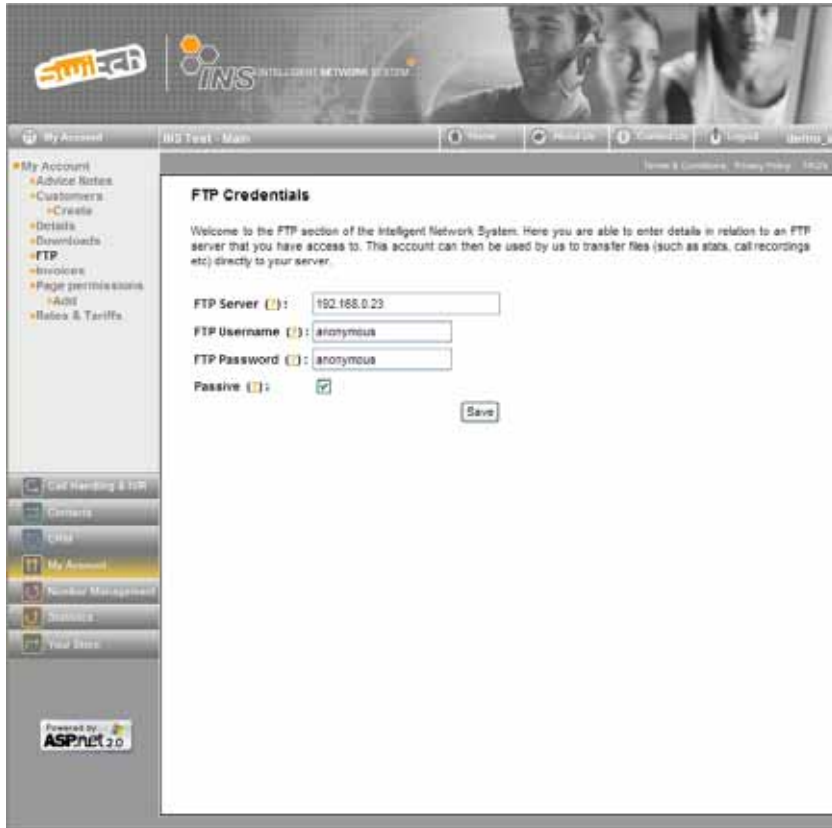 switch
INS INTELLIGENT NETWORK SYSTEM
My Account
INS Test - Main
Home
About Us
Contact Us
Logout
Terms & Conditions Privacy Policy FAQ's
My Account
Advice Notes
Customers
Create
Details
Downloads
FTP
Invoices
Page permissions
Add
Rates & Tariffs
FTP Credentials
Welcome to the FTP section of the Intelligent Network System. Here you are able to enter details in relation to an FTP
server that you have access to. This account can then be used by us to transfer files (such as stats, call recordings
etc) directly to your server.
FTP Server (?): 192.168.0.23
FTP Username (?): anonymous
FTP Password (?): anonymous
Passive (?):
Save
Call Handling & IVR
Contacts
CRM
My Account
Number Management
Statistics
Your Store
Powered by
ASP.net 2.0